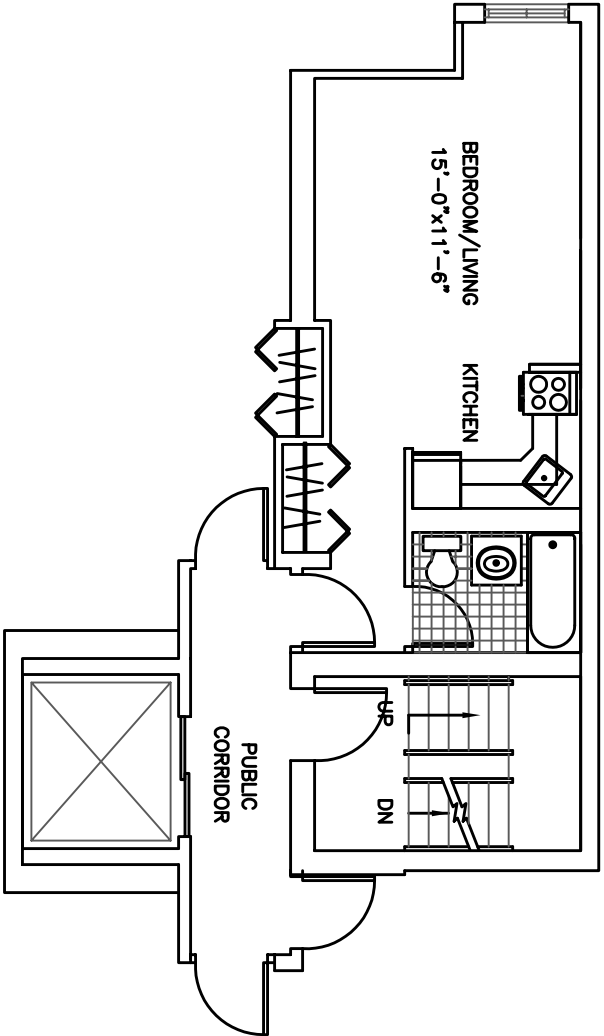 BEDROOM/LIVING
15'-0"x11'-6"
KITCHEN
UP
DN
PUBLIC
CORRIDOR